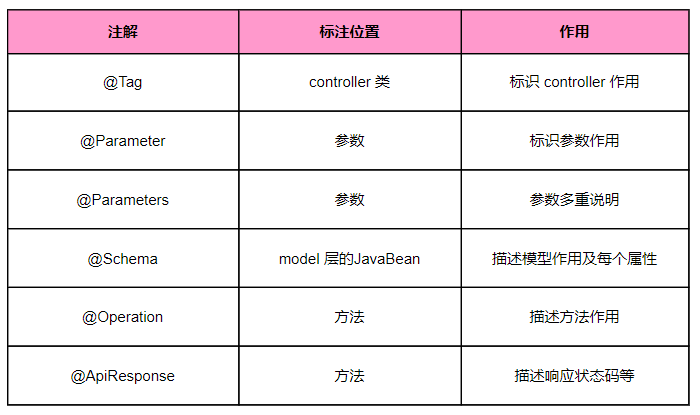 注解 标注位置 作用
@Tag controller 类 标识 controller 作用
@Parameter 参数 标识参数作用
@Parameters 参数 参数多重说明
@Schema model 层的JavaBean 描述模型作用及每个属性
@Operation 方法 描述方法作用
@ApiResponse 方法 描述响应状态码等